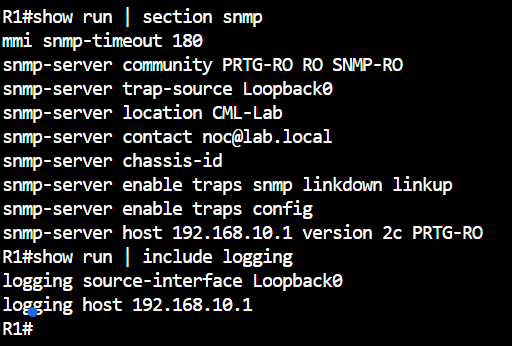 R1#show run | section snmp
mmi snmp-timeout 180
snmp-server community PRTG-RO RO SNMP-RO
snmp-server trap-source Loopback0
snmp-server location CML-Lab
snmp-server contact noc@lab.local
snmp-server chassis-id
snmp-server enable traps snmp linkdown linkup
snmp-server enable traps config
snmp-server host 192.168.10.1 version 2c PRTG-RO
R1#show run | include logging
logging source-interface Loopback0
logging host 192.168.10.1
R1#